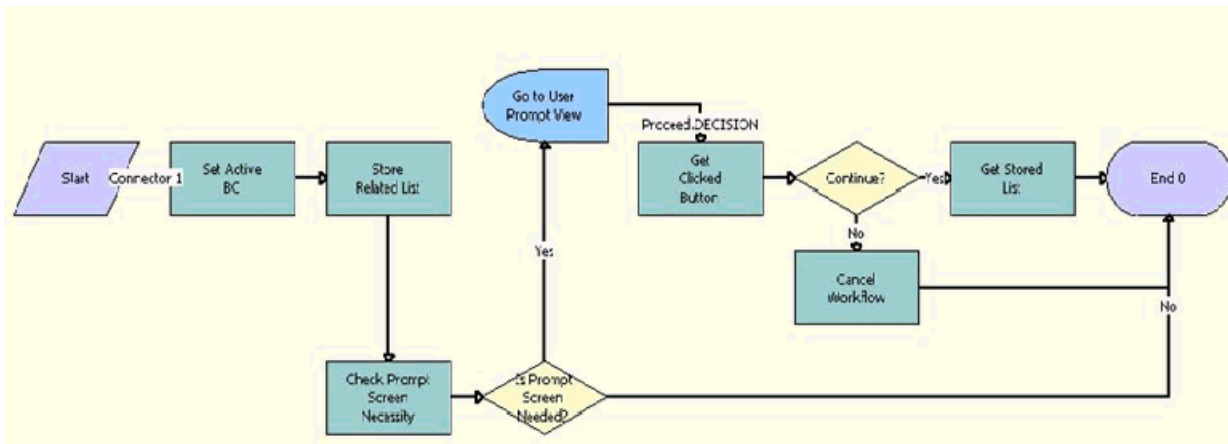 Go to User
Prompt View
Proceed.DECISION
Start
Connector 1
Set Active
BC
Store
Related List
Get
Clicked
Button
Continue?
Yes
Get Stored
List
End 0
No
Yes
Cancel
Workflow
No
Check Prompt
Screen
Necessity
Is Prompt
Screen
Needed?